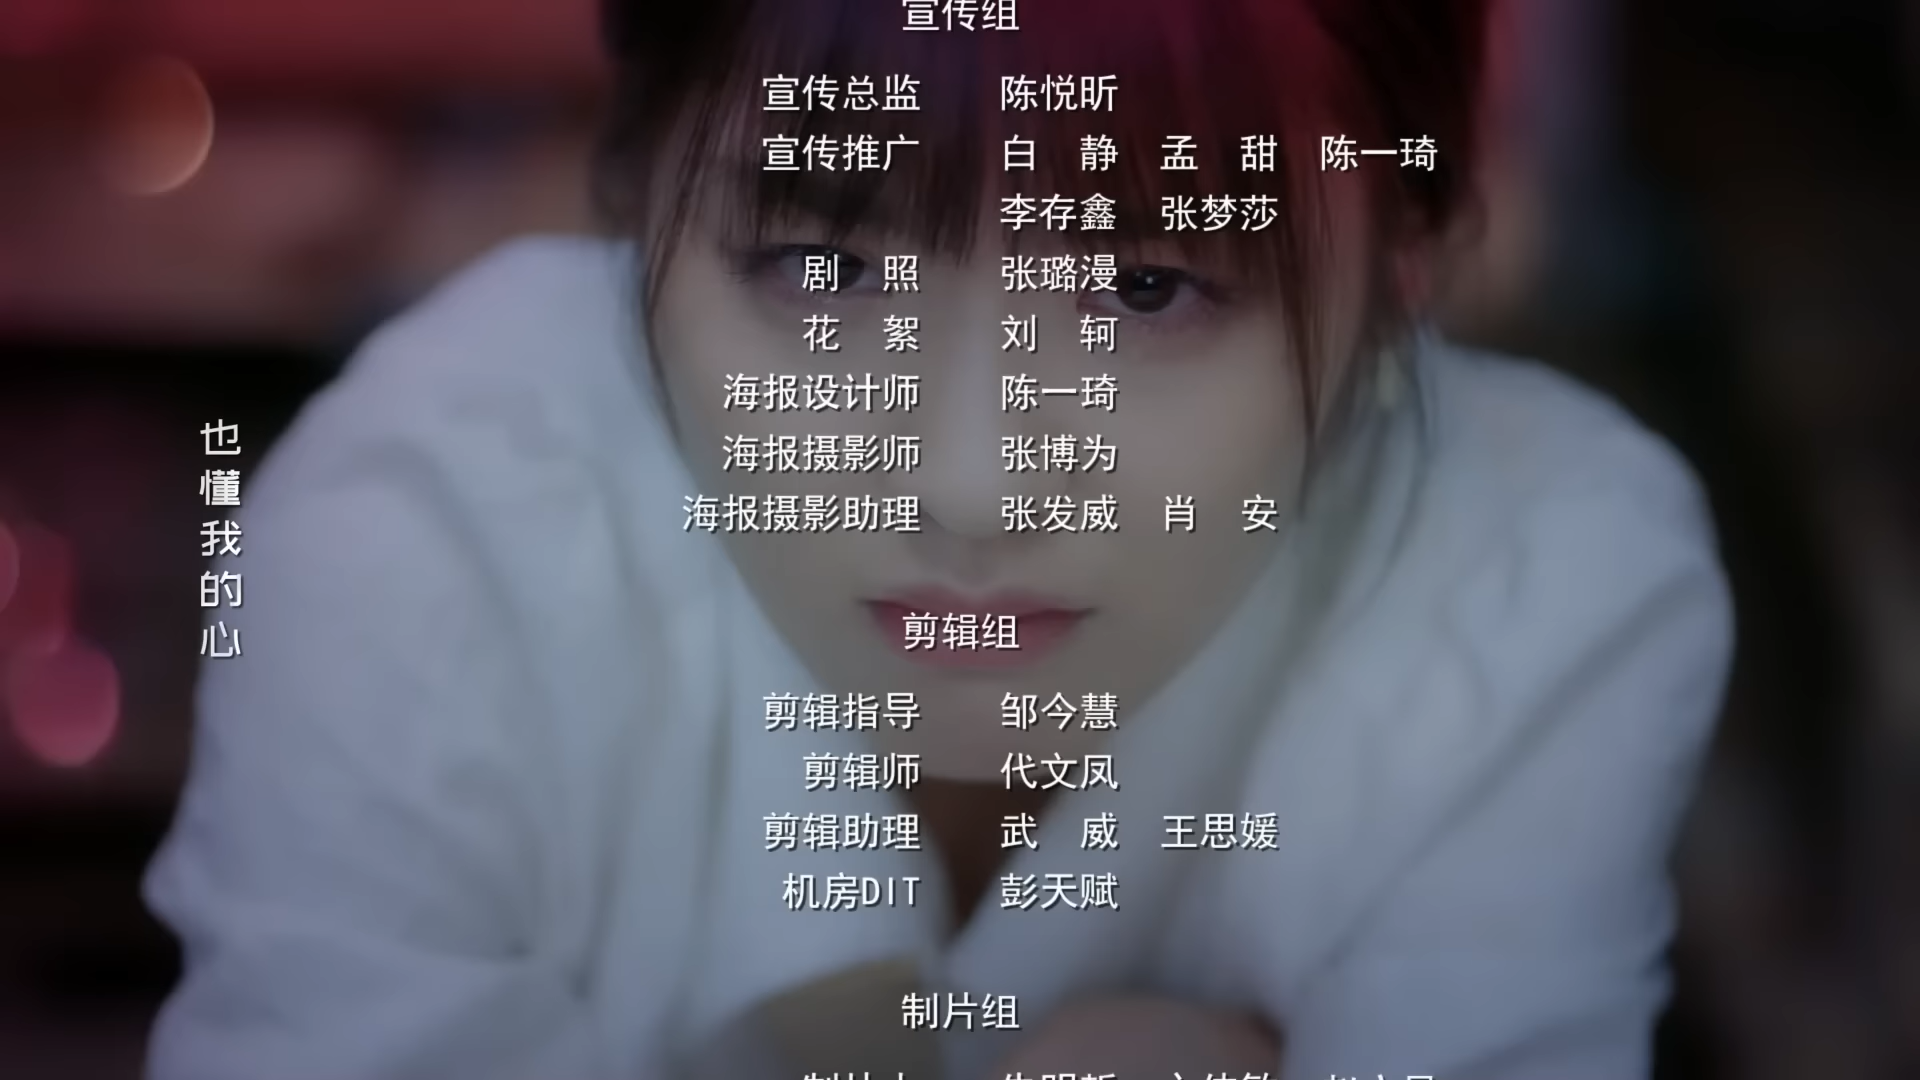 宣传组
宣传总监 陈悦昕
宣传推广 白 静 孟 甜 陈一琦
李存鑫 张梦莎
剧 照 张璐漫
花 絮 刘 轲
海报设计师 陈一琦
海报摄影师 张博为
海报摄影助理 张发威 肖 安
也懂我的心
剪辑组
剪辑指导 邹今慧
剪辑师 代文凤
剪辑助理 武 威 王思媛
机房DIT 彭天赋
制片组